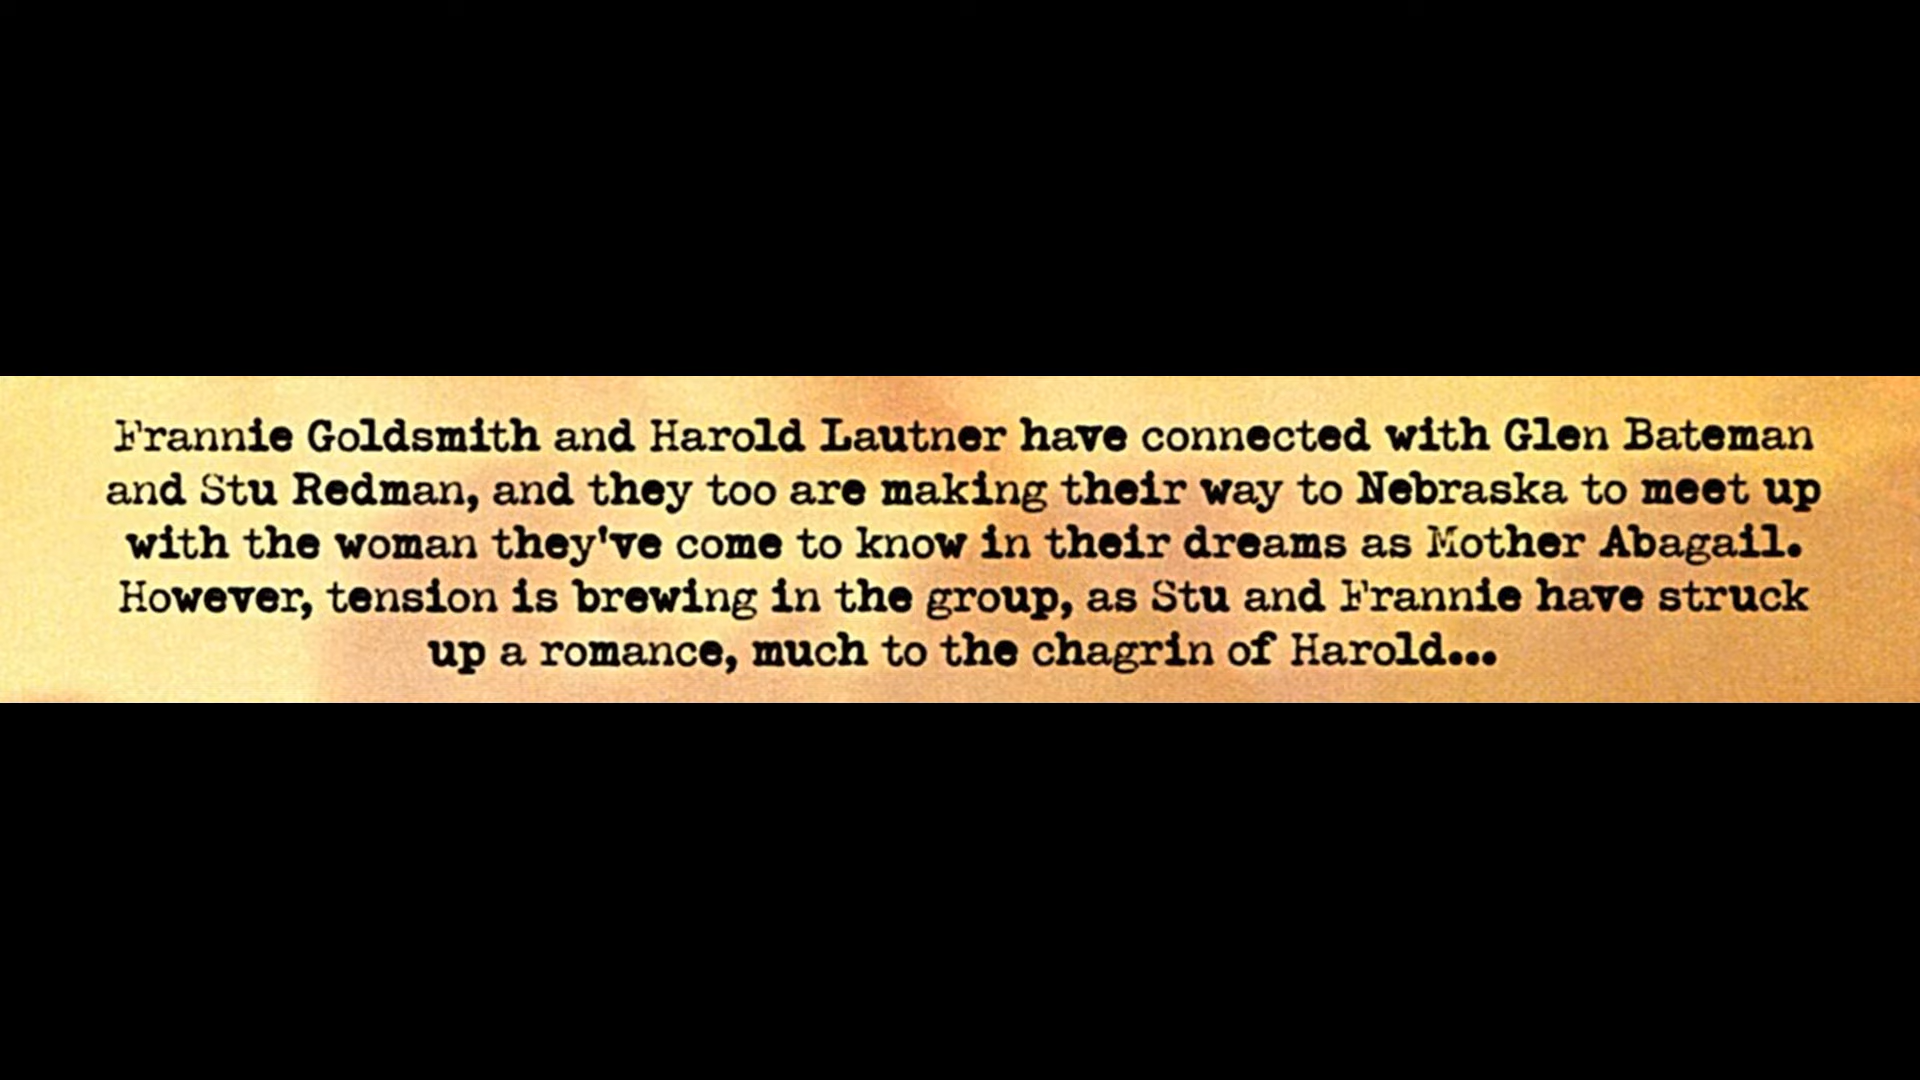 Frannie Goldsmith and Harold Lautner have connected with Glen Bateman
and Stu Redman, and they too are making their way to Nebraska to meet up
with the woman they've come to know in their dreams as Mother Abagail.
However, tension is brewing in the group, as Stu and Frannie have struck
up a romance, much to the chagrin of Harold...